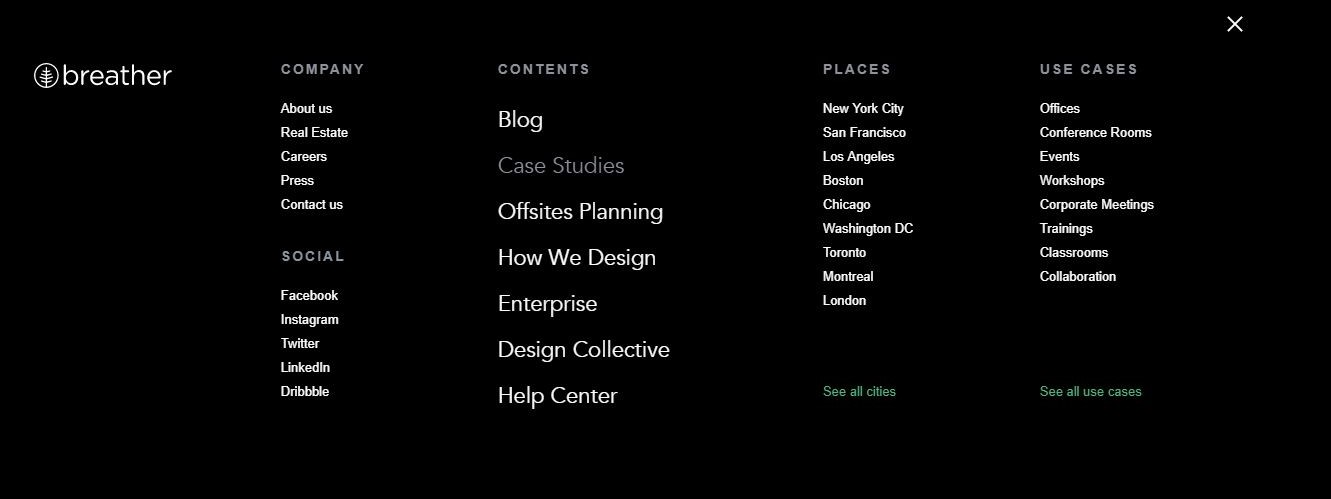 breather
COMPANY
About us
Real Estate
Careers
Press
Contact us
SOCIAL
Facebook
Instagram
Twitter
LinkedIn
Dribbble
CONTENTS
Blog
Case Studies
Offsites Planning
How We Design
Enterprise
Design Collective
Help Center
PLACES
New York City
San Francisco
Los Angeles
Boston
Chicago
Washington DC
Toronto
Montreal
London
See all cities
USE CASES
Offices
Conference Rooms
Events
Workshops
Corporate Meetings
Trainings
Classrooms
Collaboration
See all use cases